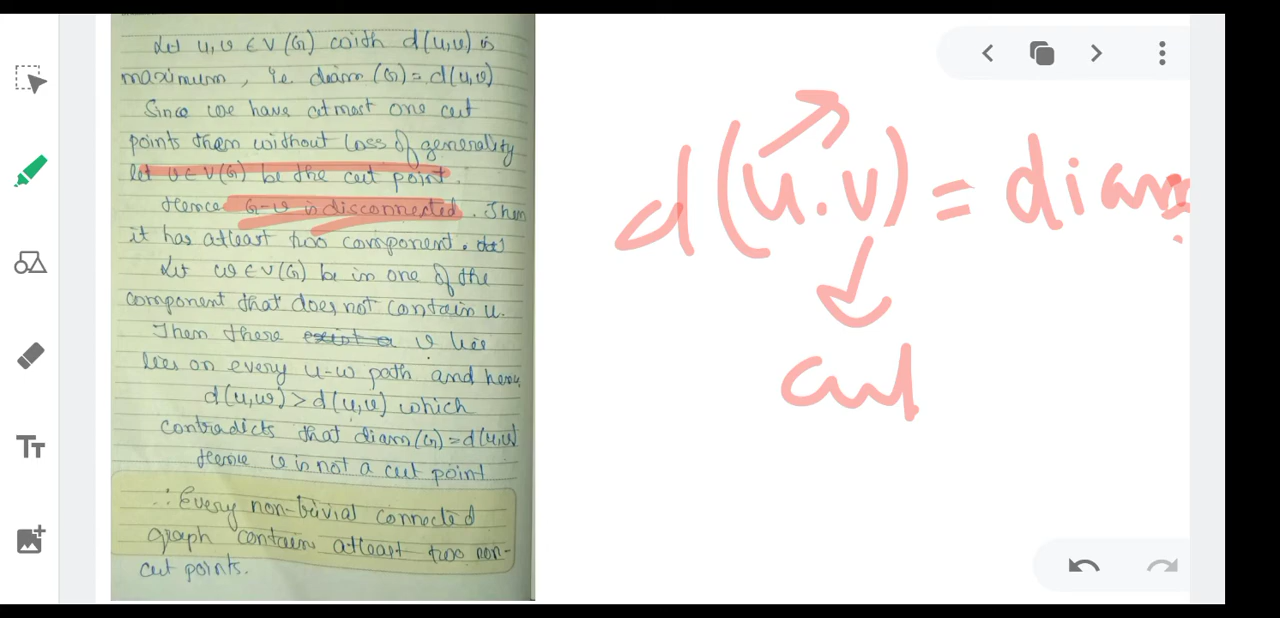 Let u, v ∈ V(G) with d(u,v) is
maximum, i.e diam (G) = d(u,v)
Since we have atmost one cut
points then without loss of generality
let v ∈ V(G) be the cut point.
Hence G-v is disconnected. Then
it has atleast two component.
Let w ∈ V(G) be in one of the
component that does not contain u.
Then there exist a v lie
lies on every u-w path and hence
d(u,w) > d(u,v) which
contradicts that diam(G) = d(u,v)
Hence v is not a cut point
∴ Every non-trivial connected
graph contains atleast two non-
cut points.
d(u.v) = diam
cut
TT